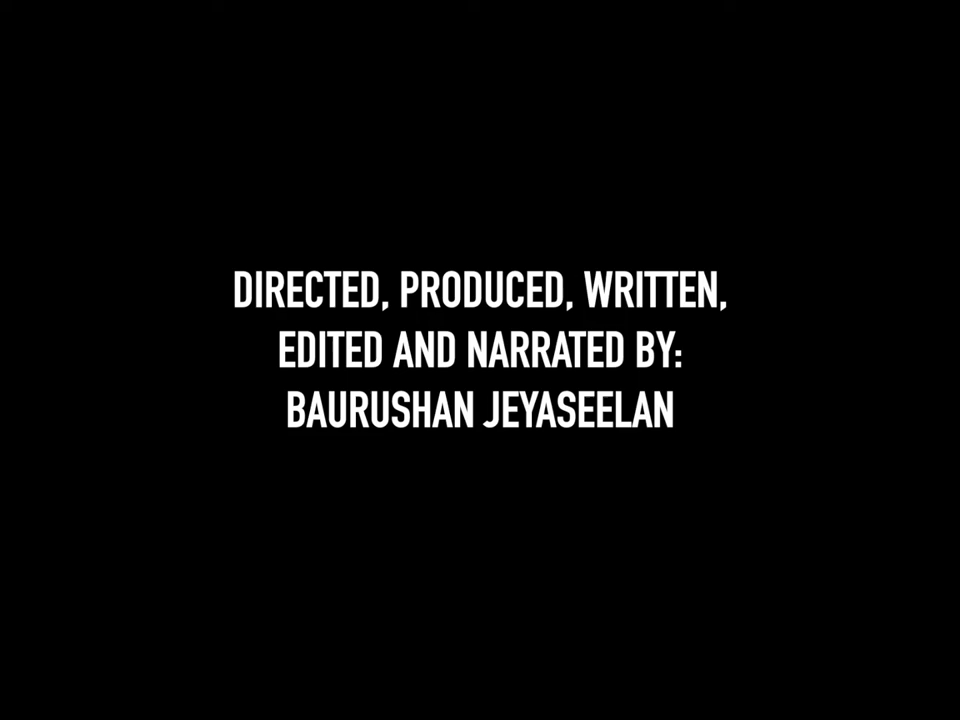 DIRECTED, PRODUCED, WRITTEN,
EDITED AND NARRATED BY:
BAURUSHAN JEYASEELAN